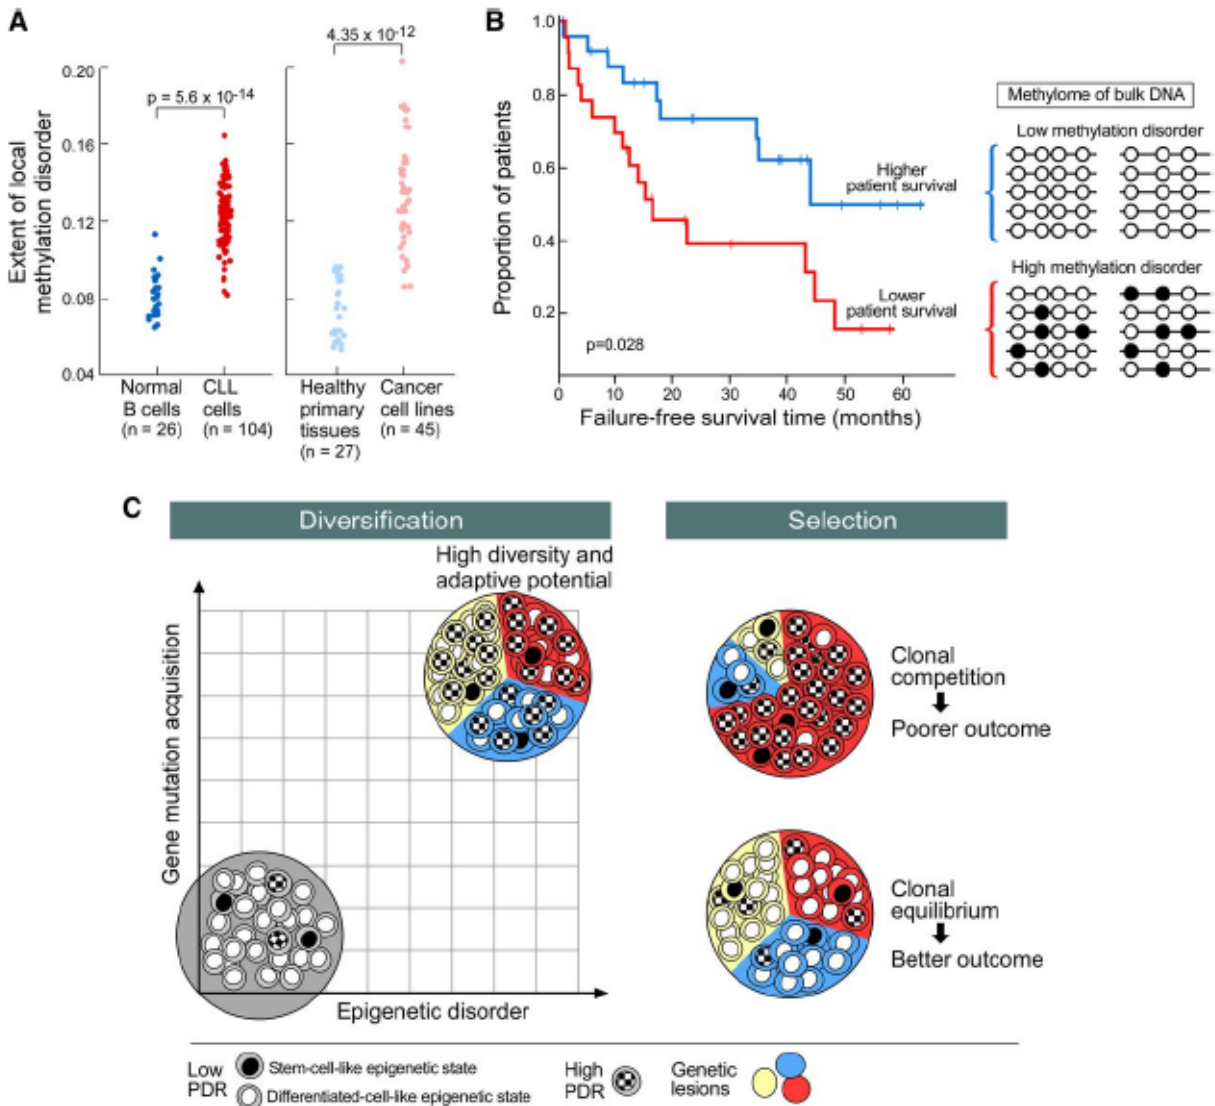 A
4.35 x 10-12
p = 5.6 x 10-14
0.20
0.16
0.12
0.08
0.04
Extent of local
methylation disorder
Normal
B cells
(n = 26)
CLL
cells
(n = 104)
Healthy
primary
tissues
(n = 27)
Cancer
cell lines
(n = 45)
B
1.0
0.8
0.6
0.4
0.2
Proportion of patients
Higher
patient survival
Lower
patient survival
p=0.028
0 10 20 30 40 50 60
Failure-free survival time (months)
Methylome of bulk DNA
Low methylation disorder
High methylation disorder
C
Diversification
High diversity and
adaptive potential
Gene mutation acquisition
Epigenetic disorder
Selection
Clonal
competition
Poorer outcome
Clonal
equilibrium
Better outcome
Low
PDR
Stem-cell-like epigenetic state
Differentiated-cell-like epigenetic state
High
PDR
Genetic
lesions